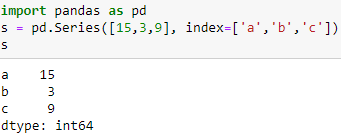 import pandas as pd
s = pd.Series([15,3,9], index=['a','b','c'])
s
a    15
b     3
c     9
dtype: int64